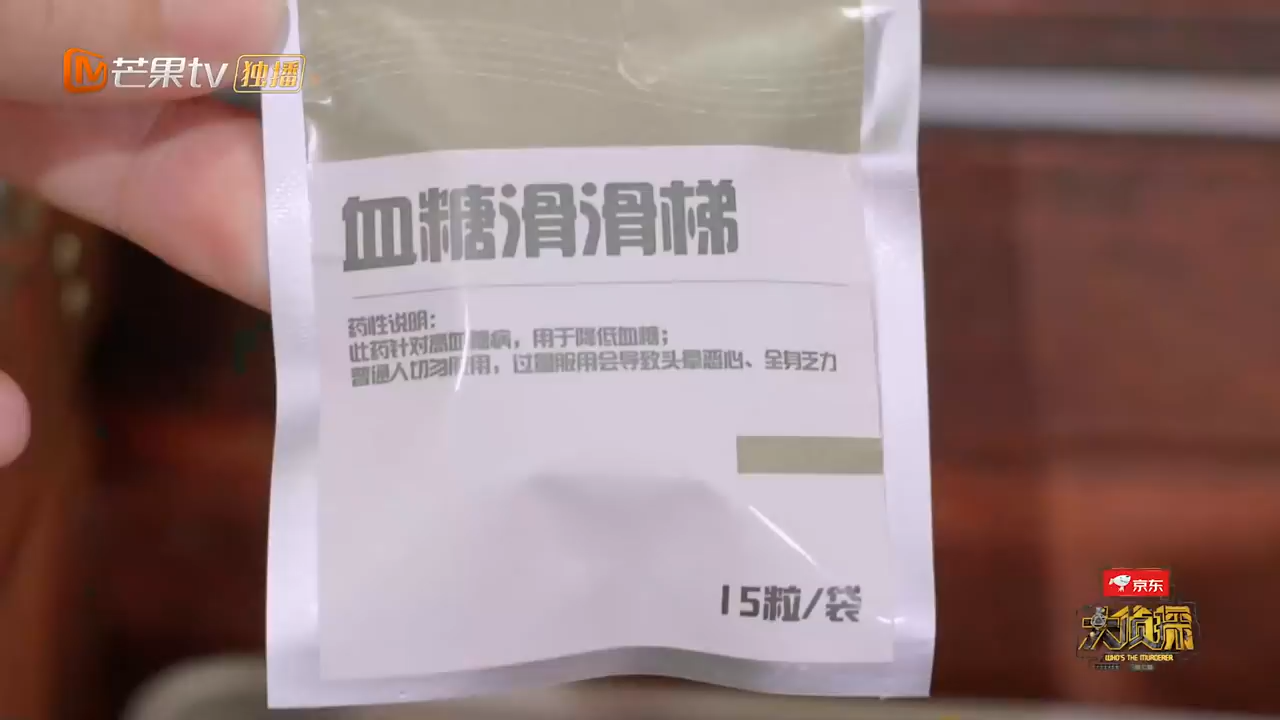 芒果tv 独播
血糖滑滑梯
药性说明：
此药针对高血糖病，用于降低血糖；
普通人切勿服用，过量服用会导致头晕恶心、全身乏力
15粒/袋
京东
大侦探
WHO'S THE MURDERER